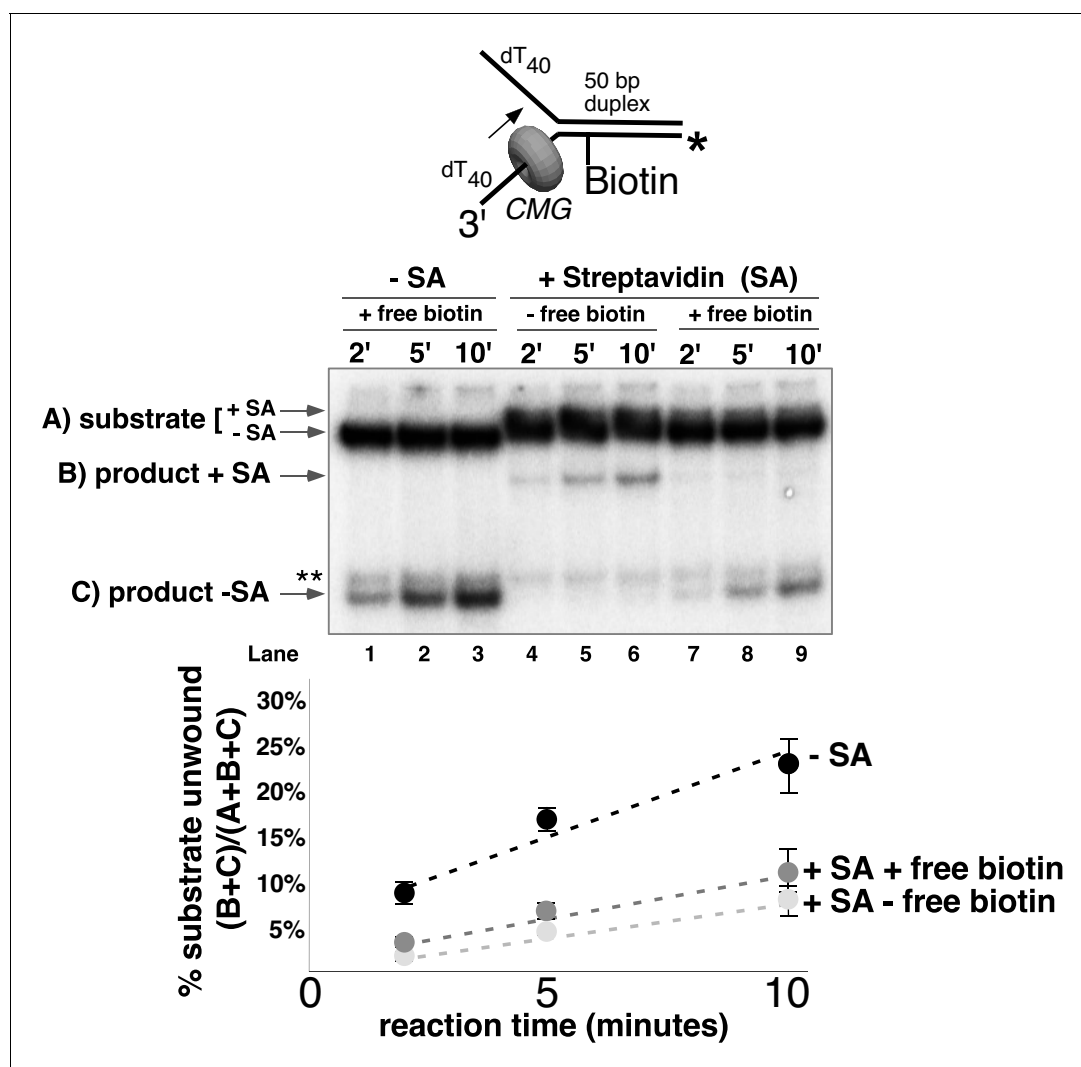 dT40
50 bp
duplex
*
dT40
Biotin
3'
CMG
- SA
+ Streptavidin (SA)
+ free biotin
- free biotin
+ free biotin
2' 5' 10' 2' 5' 10' 2' 5' 10'
A) substrate [ + SA
- SA
B) product + SA
**
C) product -SA
Lane 1 2 3 4 5 6 7 8 9
% substrate unwound
(B+C)/(A+B+C)
30%
25%
20%
15%
10%
5%
- SA
+ SA + free biotin
+ SA - free biotin
0 5 10
reaction time (minutes)